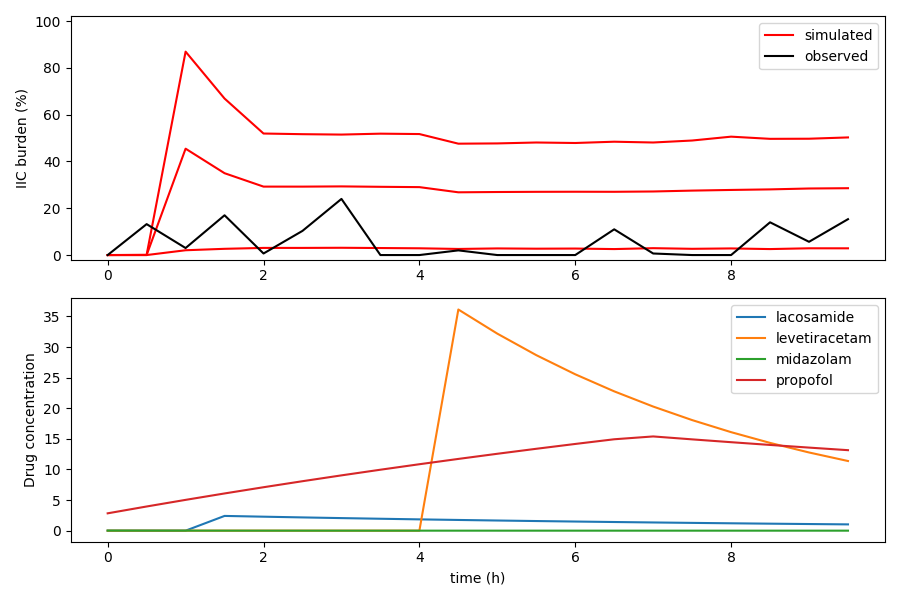 IIC burden (%)
100
80
60
40
20
0
simulated
observed
0 2 4 6 8
Drug concentration
35
30
25
20
15
10
5
0
lacosamide
levetiracetam
midazolam
propofol
0 2 4 6 8
time (h)